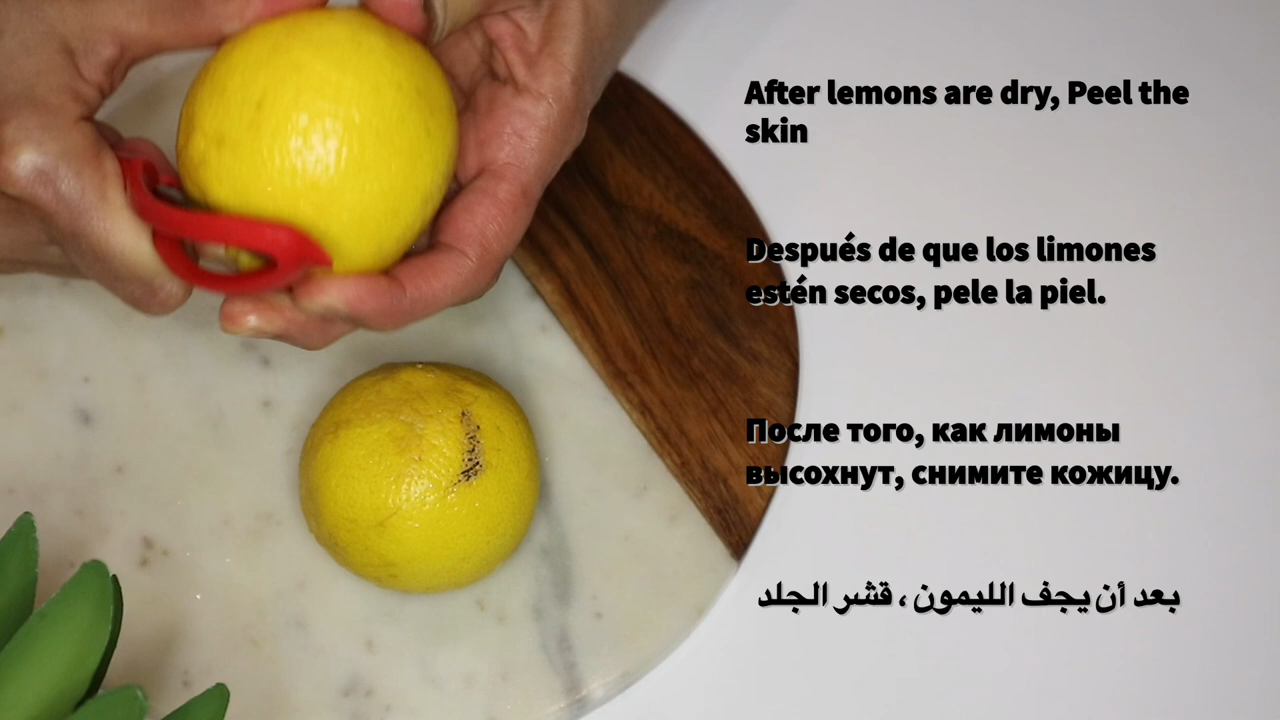 After lemons are dry, Peel the
skin
Después de que los limones
estén secos, pele la piel.
После того, как лимоны
высохнут, снимите кожицу.
بعد أن يجف الليمون ، قشر الجلد